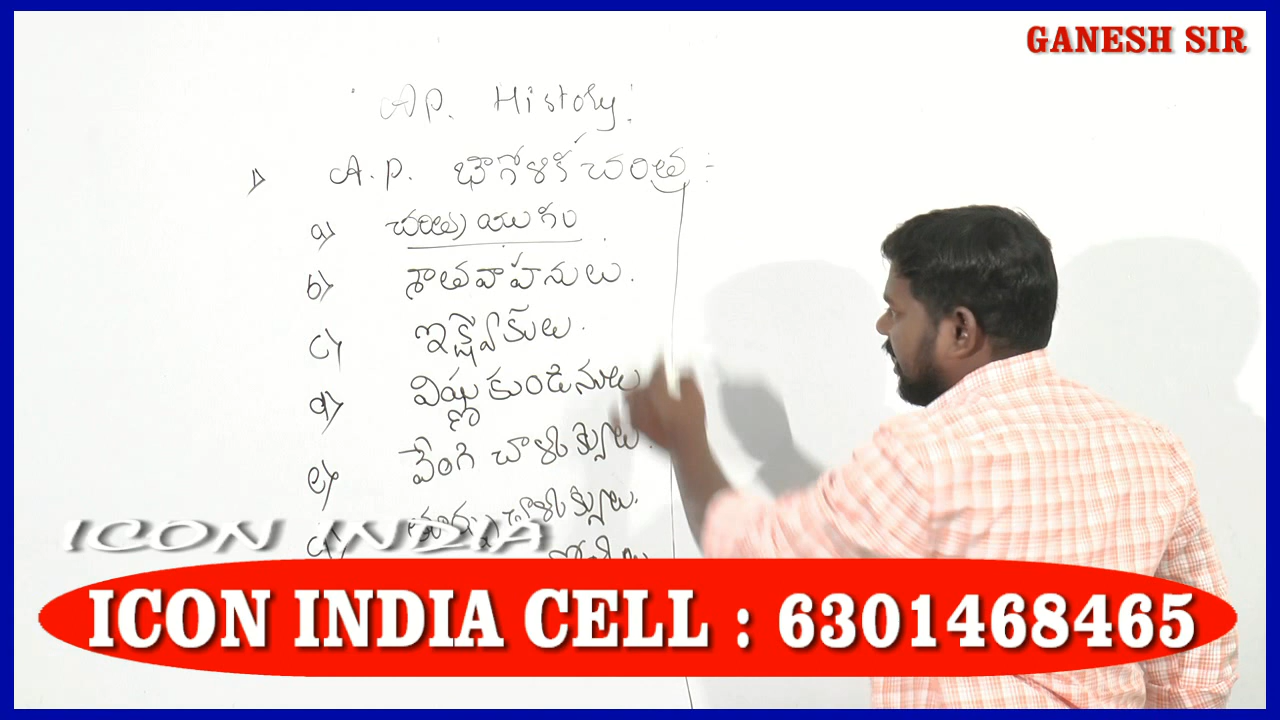 GANESH SIR
A.P. History:
A.P. భౌగోళిక చరిత్ర :-
a) చరిత్ర యుగం
b) శాతవాహనులు.
c) ఇక్ష్వాకులు.
d) విష్ణుకుండినులు
e) వేంగి చాళుక్యులు.
చాళుక్యులు.
ICON INDIA
ICON INDIA CELL : 6301468465